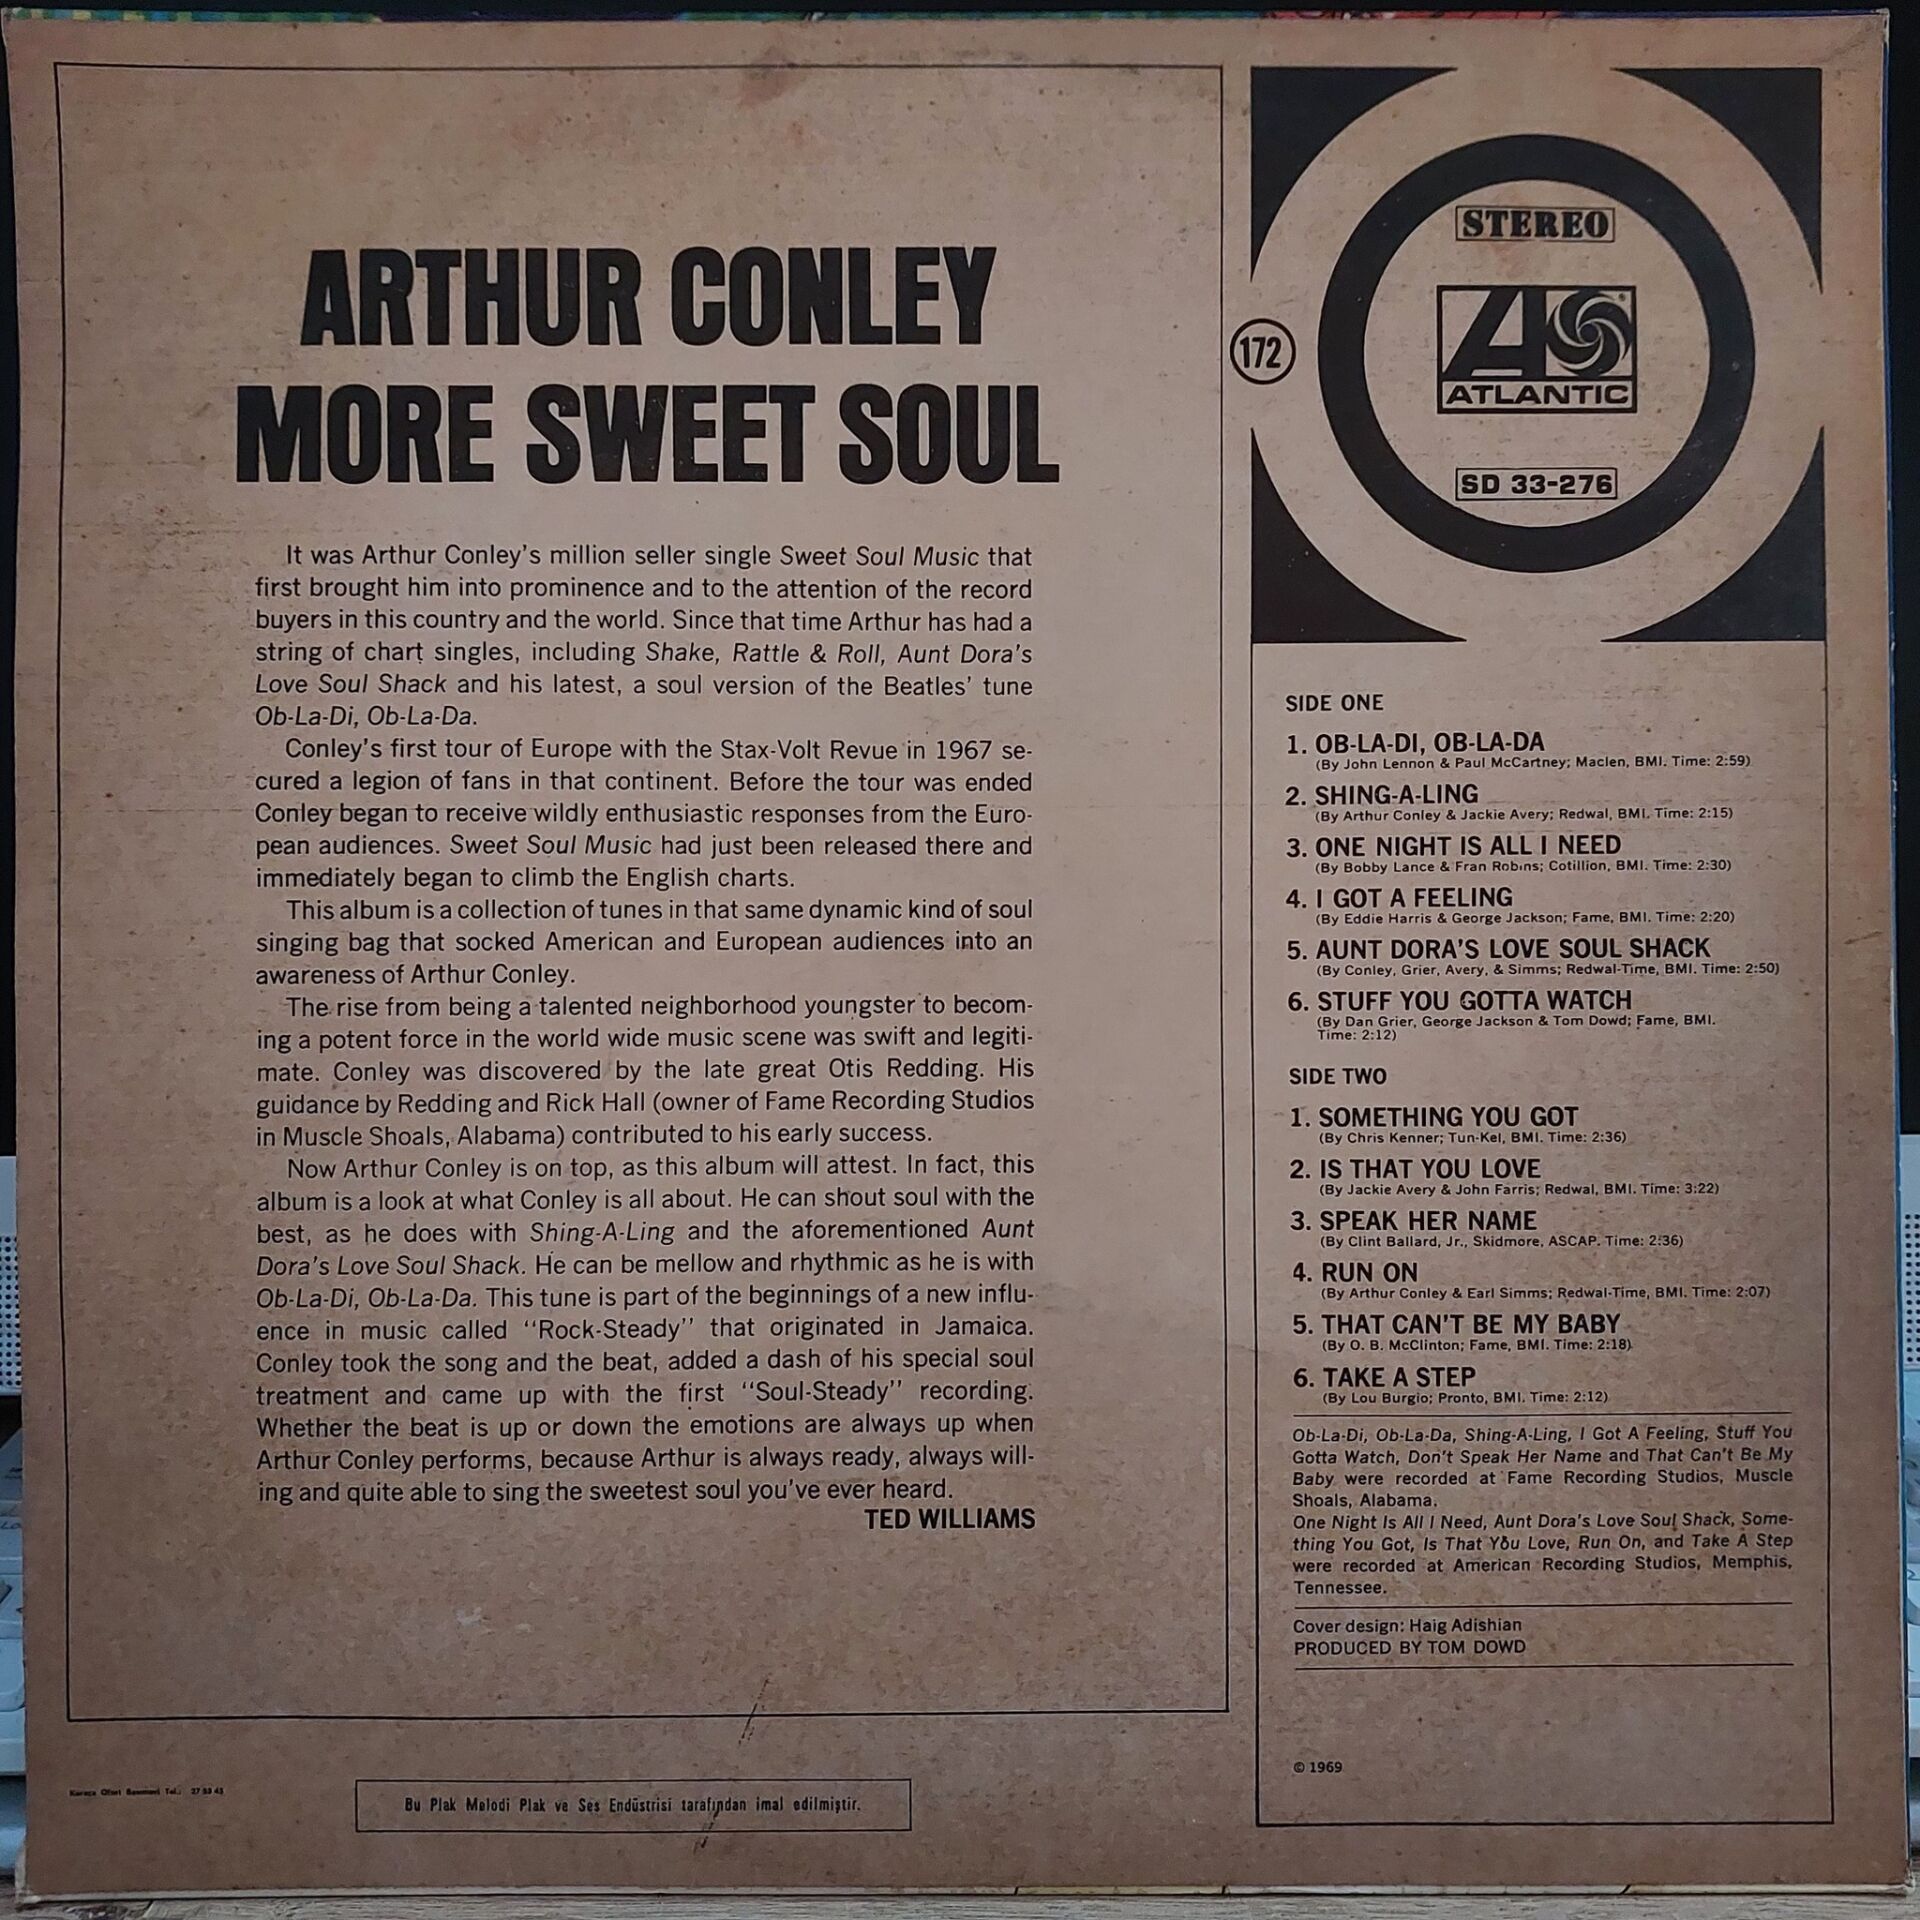 ARTHUR CONLEY
MORE SWEET SOUL
It was Arthur Conley's million seller single Sweet Soul Music that
first brought him into prominence and to the attention of the record
buyers in this country and the world. Since that time Arthur has had a
string of chart singles, including Shake, Rattle & Roll, Aunt Dora's
Love Soul Shack and his latest, a soul version of the Beatles' tune
Ob-La-Di, Ob-La-Da.
Conley's first tour of Europe with the Stax-Volt Revue in 1967 se-
cured a legion of fans in that continent. Before the tour was ended
Conley began to receive wildly enthusiastic responses from the Euro-
pean audiences. Sweet Soul Music had just been released there and
immediately began to climb the English charts.
This album is a collection of tunes in that same dynamic kind of soul
singing bag that socked American and European audiences into an
awareness of Arthur Conley.
The rise from being a talented neighborhood youngster to becom-
ing a potent force in the world wide music scene was swift and legiti-
mate. Conley was discovered by the late great Otis Redding. His
guidance by Redding and Rick Hall (owner of Fame Recording Studios
in Muscle Shoals, Alabama) contributed to his early success.
Now Arthur Conley is on top, as this album will attest. In fact, this
album is a look at what Conley is all about. He can shout soul with the
best, as he does with Shing-A-Ling and the aforementioned Aunt
Dora's Love Soul Shack. He can be mellow and rhythmic as he is with
Ob-La-Di, Ob-La-Da. This tune is part of the beginnings of a new influ-
ence in music called "Rock-Steady" that originated in Jamaica.
Conley took the song and the beat, added a dash of his special soul
treatment and came up with the first "Soul-Steady" recording.
Whether the beat is up or down the emotions are always up when
Arthur Conley performs, because Arthur is always ready, always will-
ing and quite able to sing the sweetest soul you've ever heard.
TED WILLIAMS
172
STEREO
ATLANTIC
SD 33-276
SIDE ONE
1. OB-LA-DI, OB-LA-DA
(By John Lennon & Paul McCartney; Maclen, BMI. Time: 2:59)
2. SHING-A-LING
(By Arthur Conley & Jackie Avery; Redwal, BMI. Time: 2:15)
3. ONE NIGHT IS ALL I NEED
(By Bobby Lance & Fran Robins; Cotillion, BMI. Time: 2:30)
4. I GOT A FEELING
(By Eddie Harris & George Jackson; Fame, BMI. Time: 2:20)
5. AUNT DORA'S LOVE SOUL SHACK
(By Conley, Grier, Avery, & Simms; Redwal-Time, BMI. Time: 2:50)
6. STUFF YOU GOTTA WATCH
(By Dan Grier, George Jackson & Tom Dowd; Fame, BMI.
Time: 2:12)
SIDE TWO
1. SOMETHING YOU GOT
(By Chris Kenner; Tun-Kel, BMI. Time: 2:36)
2. IS THAT YOU LOVE
(By Jackie Avery & John Farris; Redwal, BMI. Time: 3:22)
3. SPEAK HER NAME
(By Clint Ballard, Jr., Skidmore, ASCAP. Time: 2:36)
4. RUN ON
(By Arthur Conley & Earl Simms; Redwal-Time, BMI. Time: 2:07)
5. THAT CAN'T BE MY BABY
(By O. B. McClinton; Fame, BMI. Time: 2:18)
6. TAKE A STEP
(By Lou Burgio; Pronto, BMI. Time: 2:12)
Ob-La-Di, Ob-La-Da, Shing-A-Ling, I Got A Feeling, Stuff You
Gotta Watch, Don't Speak Her Name and That Can't Be My
Baby were recorded at Fame Recording Studios, Muscle
Shoals, Alabama.
One Night Is All I Need, Aunt Dora's Love Soul Shack, Some-
thing You Got, Is That You Love, Run On, and Take A Step
were recorded at American Recording Studios, Memphis,
Tennessee.
Cover design: Haig Adishian
PRODUCED BY TOM DOWD
© 1969
Karaca Ofset Basımevi Tel.: 27 53 43
Bu Plak Melodi Plak ve Ses Endüstrisi tarafından imal edilmiştir.